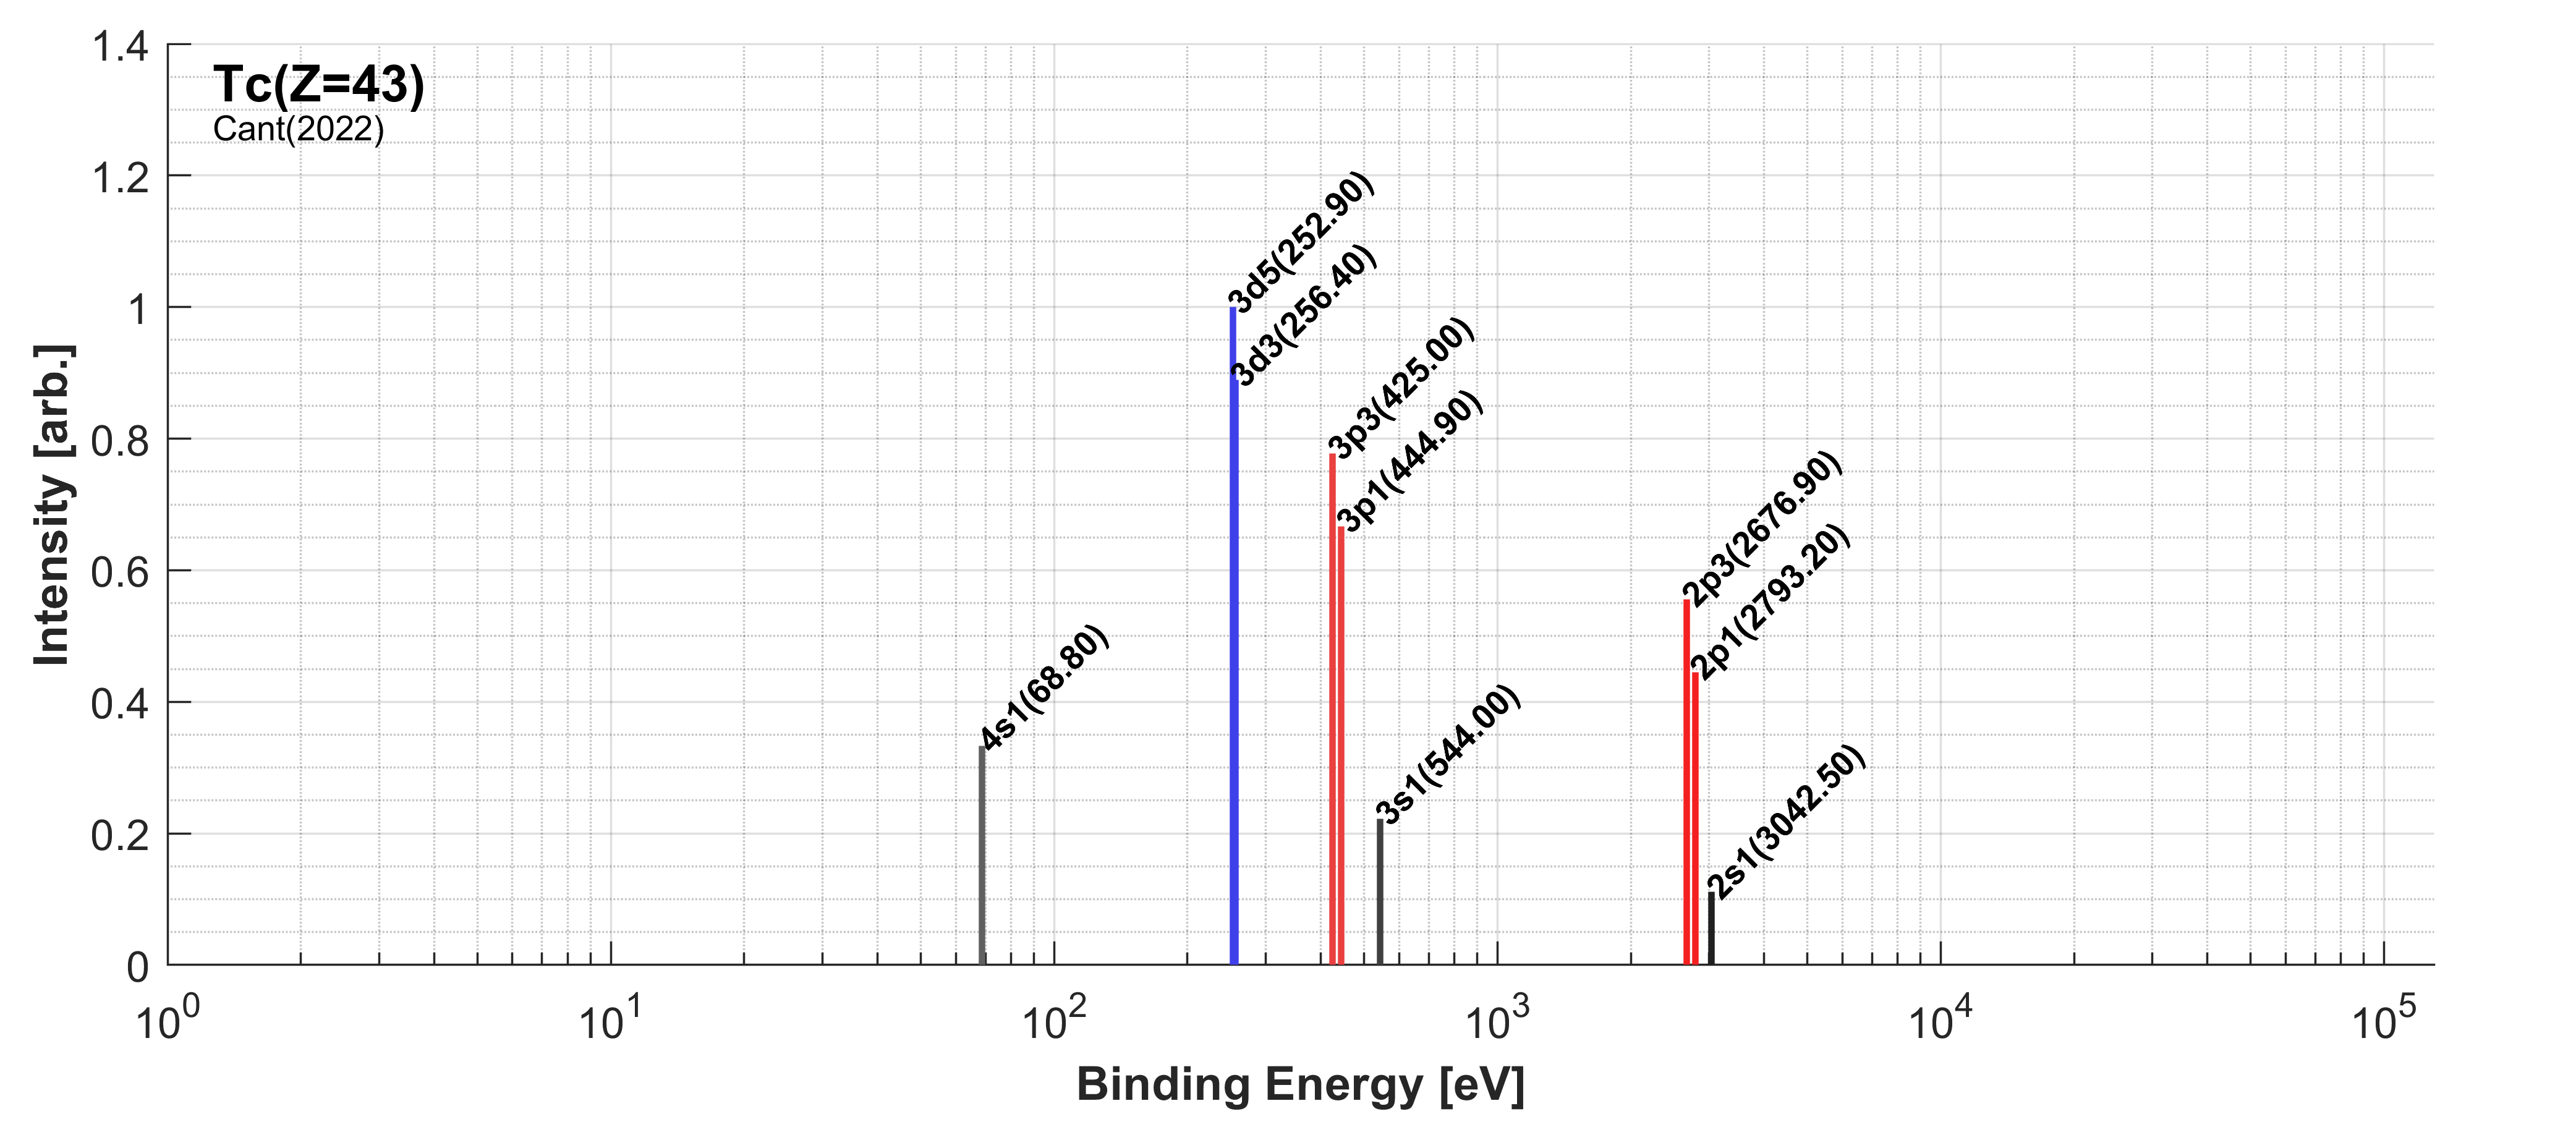 Tc(Z=43)
Cant(2022)
Intensity [arb.]
1.4
1.2
1
0.8
0.6
0.4
0.2
0
3d5(252.90)
3d3(256.40)
3p3(425.00)
3p1(444.90)
2p3(2676.90)
2p1(2793.20)
4s1(68.80)
3s1(544.00)
2s1(3042.50)
10^0 10^1 10^2 10^3 10^4 10^5
Binding Energy [eV]